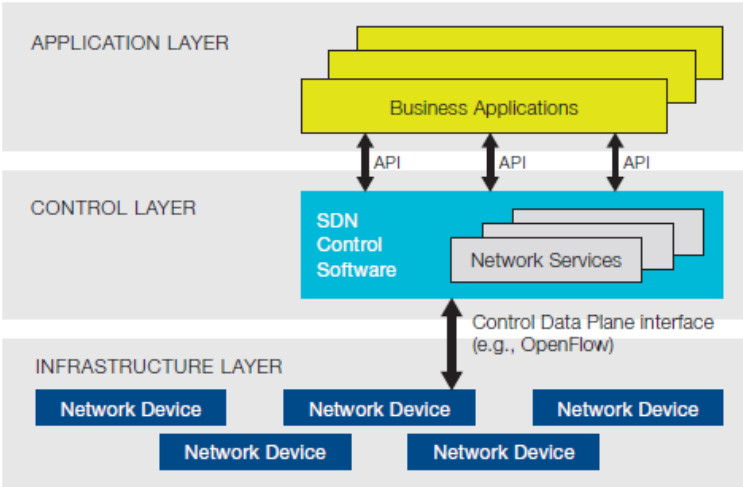 APPLICATION LAYER
Business Applications
API
API
API
CONTROL LAYER
SDN
Control
Software
Network Services
Control Data Plane interface
(e.g., OpenFlow)
INFRASTRUCTURE LAYER
Network Device
Network Device
Network Device
Network Device
Network Device